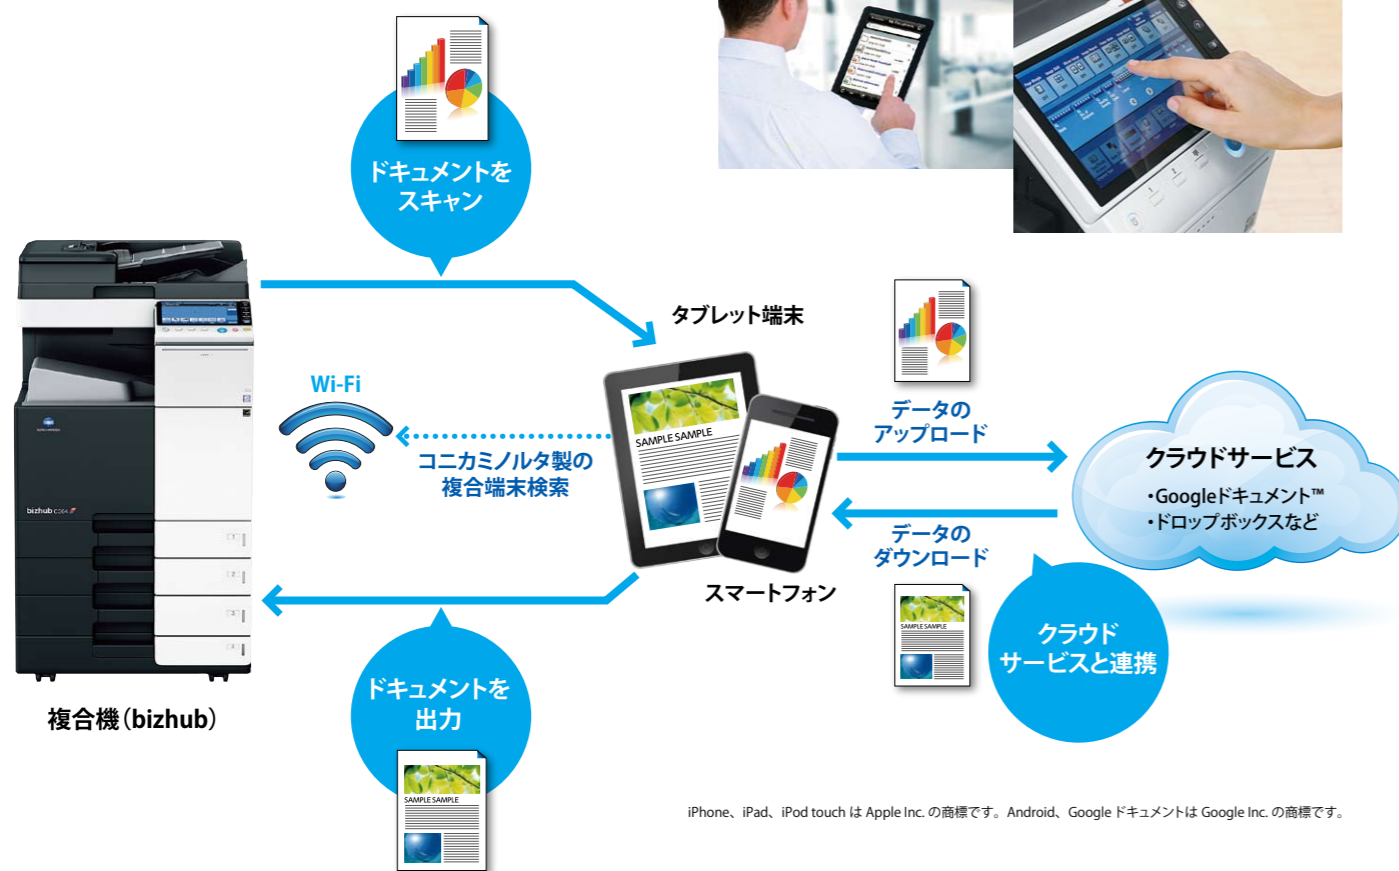 ドキュメントを
スキャン
タブレット端末
Wi-Fi
コニカミノルタ製の
複合端末検索
SAMPLE SAMPLE
データの
アップロード
クラウドサービス
・Googleドキュメント™
・ドロップボックスなど
データの
ダウンロード
スマートフォン
SAMPLE SAMPLE
クラウド
サービスと連携
bizhub C364
複合機(bizhub)
ドキュメントを
出力
SAMPLE SAMPLE
iPhone、iPad、iPod touch は Apple Inc. の商標です。Android、Google ドキュメントは Google Inc. の商標です。